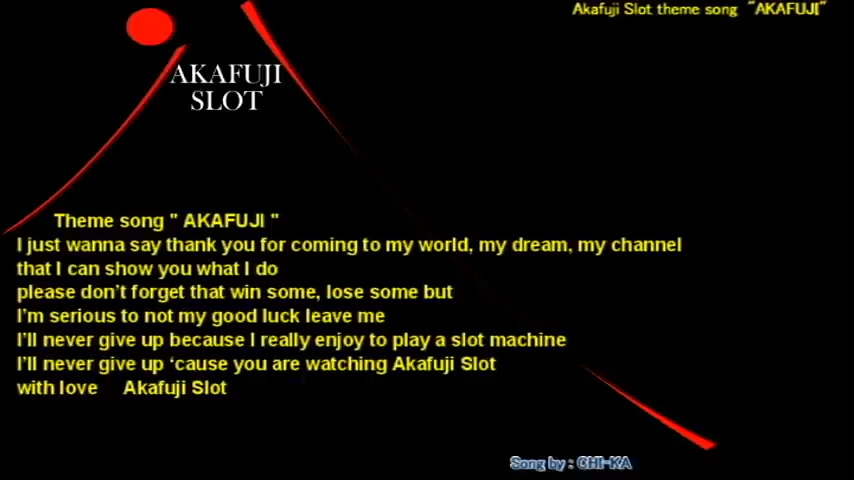 Akafuji Slot theme song "AKAFUJI"
AKAFUJI
SLOT
Theme song " AKAFUJI "
I just wanna say thank you for coming to my world, my dream, my channel
that I can show you what I do
please don't forget that win some, lose some but
I'm serious to not my good luck leave me
I'll never give up because I really enjoy to play a slot machine
I'll never give up ‘cause you are watching Akafuji Slot
with love Akafuji Slot
Song by : CHI-KA